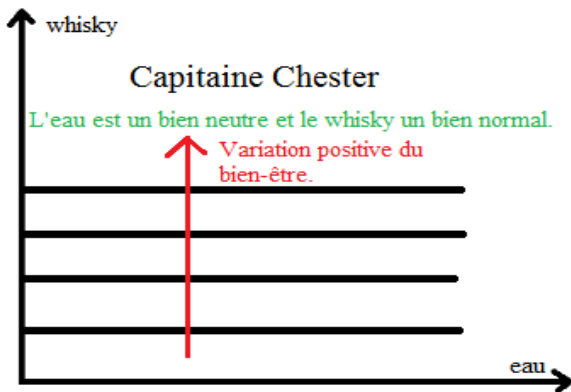 whisky
Capitaine Chester
L'eau est un bien neutre et le whisky un bien normal.
Variation positive du
bien-être.
eau